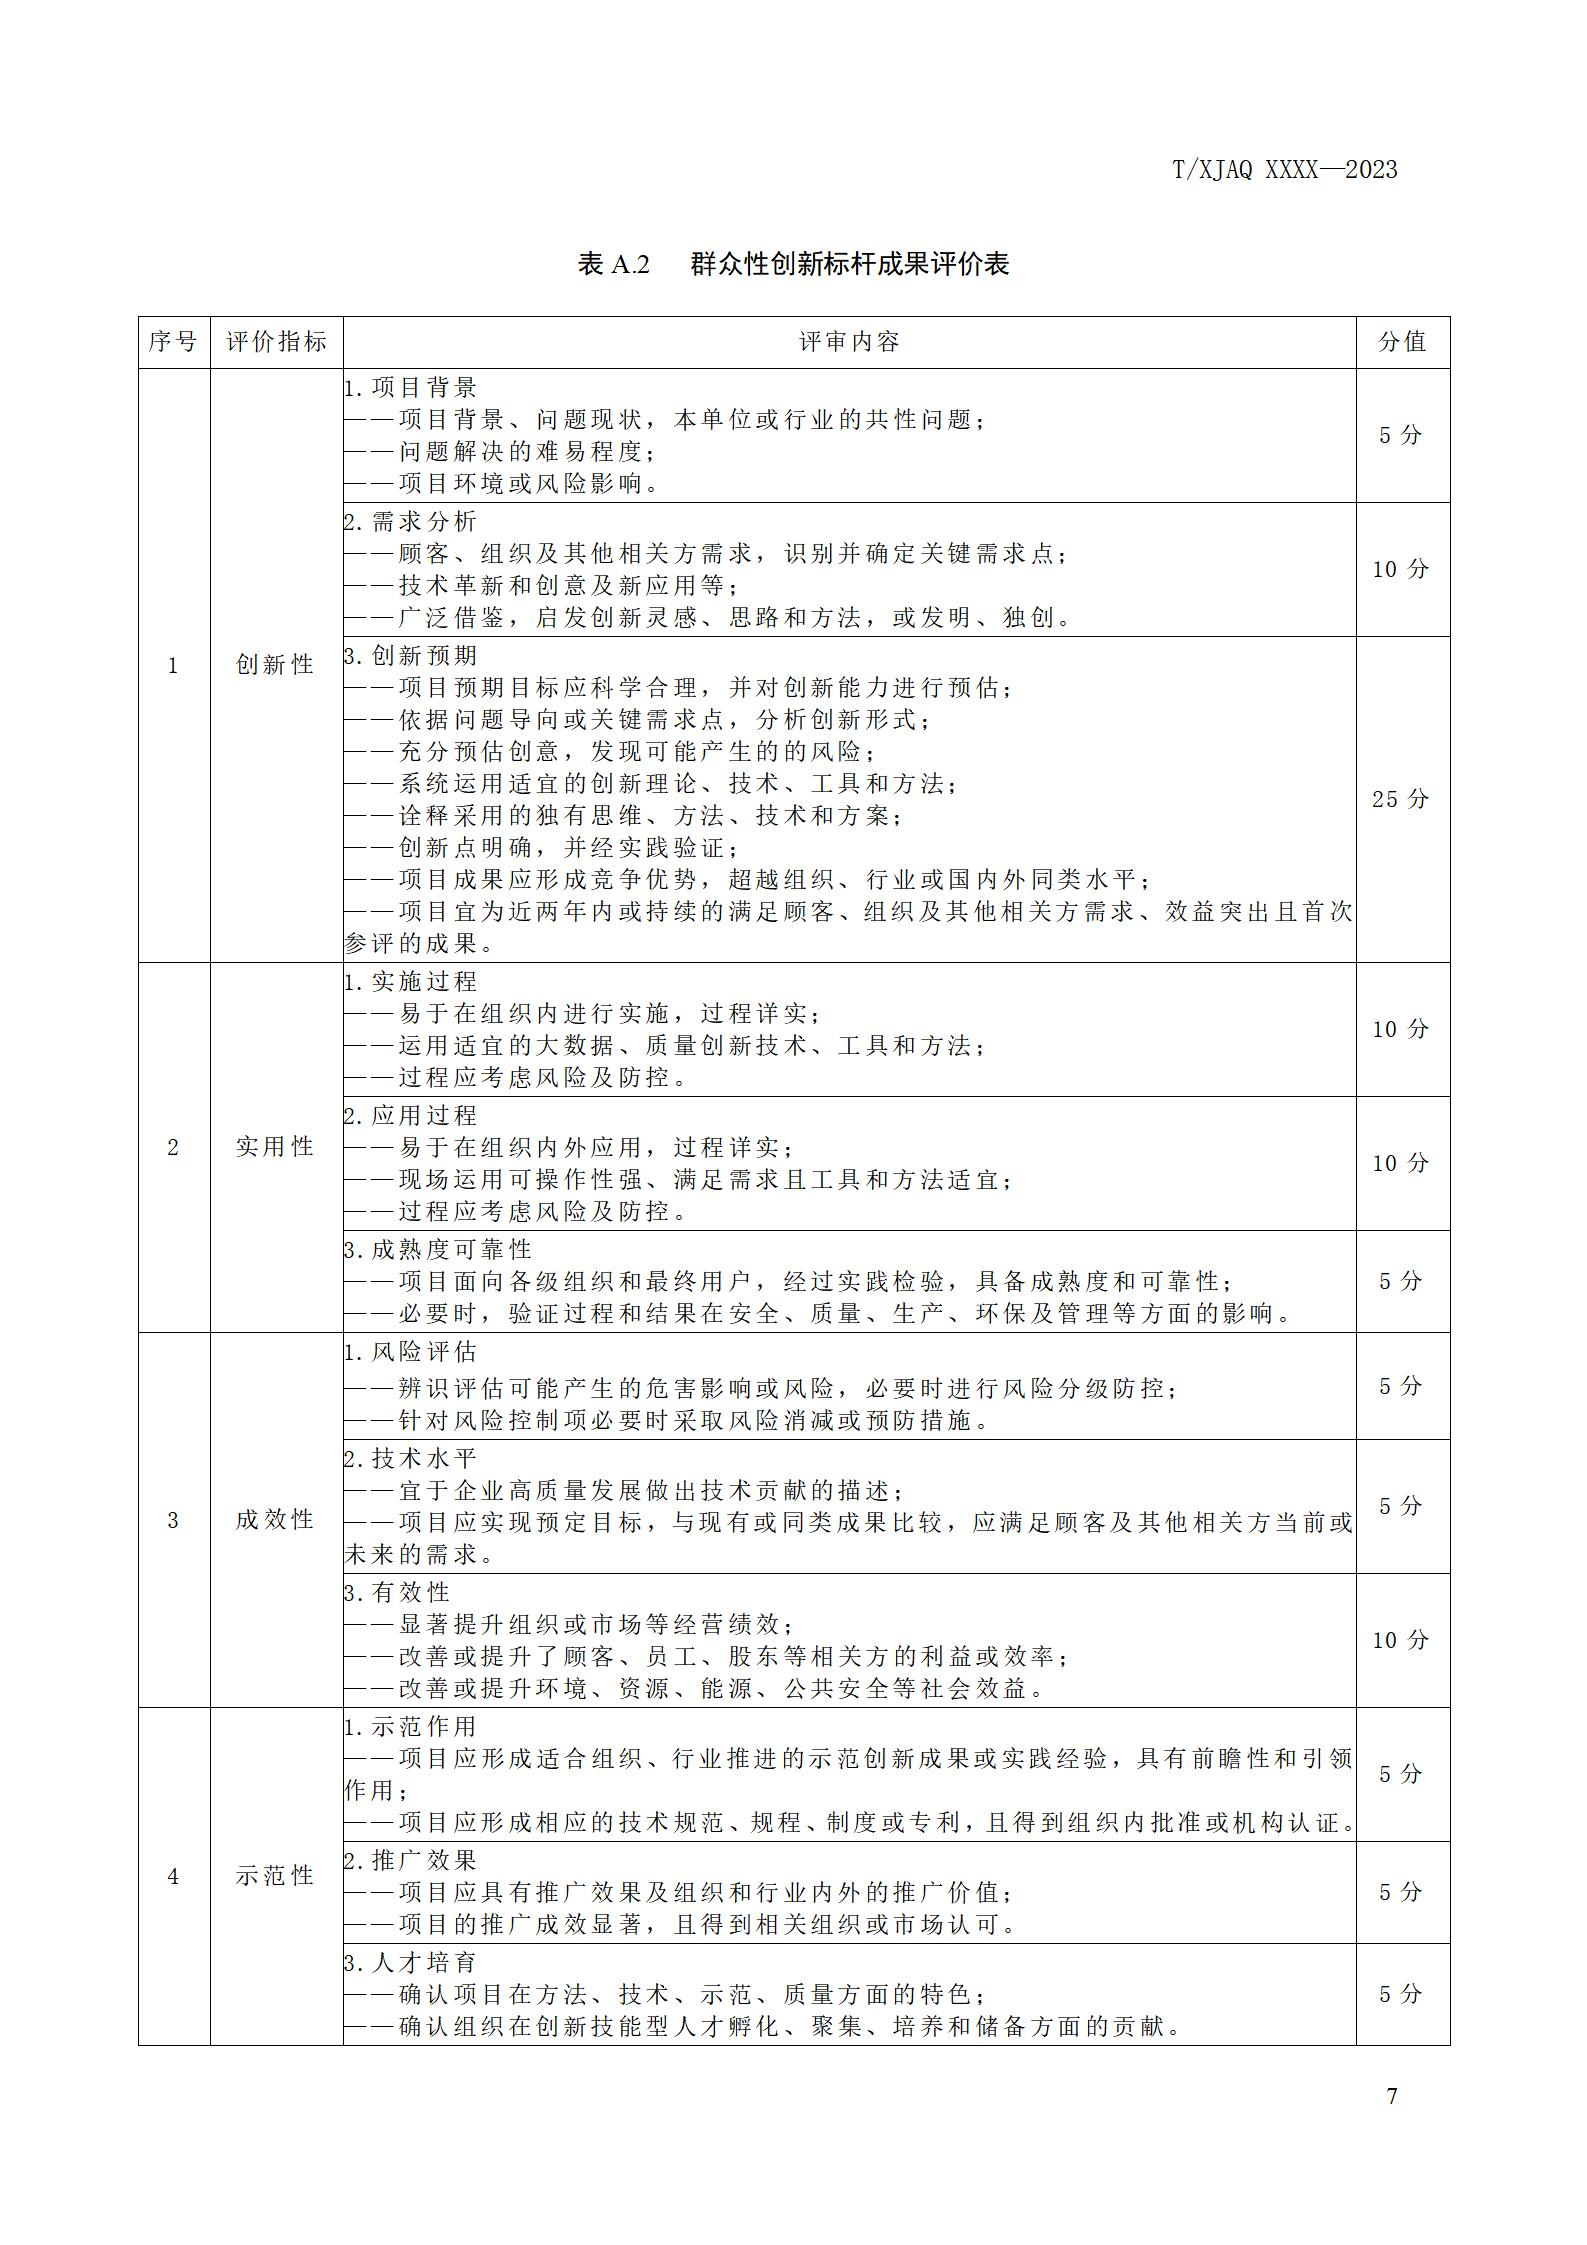 T/XJAQ XXXX—2023
表 A.2 群众性创新标杆成果评价表
序号 评价指标 评审内容 分值
1 创新性
1.项目背景
——项目背景、问题现状，本单位或行业的共性问题；
——问题解决的难易程度；
——项目环境或风险影响。
5 分
2.需求分析
——顾客、组织及其他相关方需求，识别并确定关键需求点；
——技术革新和创意及新应用等；
——广泛借鉴，启发创新灵感、思路和方法，或发明、独创。
10 分
3.创新预期
——项目预期目标应科学合理，并对创新能力进行预估；
——依据问题导向或关键需求点，分析创新形式；
——充分预估创意，发现可能产生的的风险；
——系统运用适宜的创新理论、技术、工具和方法；
——诠释采用的独有思维、方法、技术和方案；
——创新点明确，并经实践验证；
——项目成果应形成竞争优势，超越组织、行业或国内外同类水平；
——项目宜为近两年内或持续的满足顾客、组织及其他相关方需求、效益突出且首次
参评的成果。
25 分
2 实用性
1.实施过程
——易于在组织内进行实施，过程详实；
——运用适宜的大数据、质量创新技术、工具和方法；
——过程应考虑风险及防控。
10 分
2.应用过程
——易于在组织内外应用，过程详实；
——现场运用可操作性强、满足需求且工具和方法适宜；
——过程应考虑风险及防控。
10 分
3.成熟度可靠性
——项目面向各级组织和最终用户，经过实践检验，具备成熟度和可靠性；
——必要时，验证过程和结果在安全、质量、生产、环保及管理等方面的影响。
5 分
3 成效性
1.风险评估
——辨识评估可能产生的危害影响或风险，必要时进行风险分级防控；
——针对风险控制项必要时采取风险消减或预防措施。
5 分
2.技术水平
——宜于企业高质量发展做出技术贡献的描述；
——项目应实现预定目标，与现有或同类成果比较，应满足顾客及其他相关方当前或
未来的需求。
5 分
3.有效性
——显著提升组织或市场等经营绩效；
——改善或提升了顾客、员工、股东等相关方的利益或效率；
——改善或提升环境、资源、能源、公共安全等社会效益。
10 分
4 示范性
1.示范作用
——项目应形成适合组织、行业推进的示范创新成果或实践经验，具有前瞻性和引领
作用；
——项目应形成相应的技术规范、规程、制度或专利，且得到组织内批准或机构认证。
5 分
2.推广效果
——项目应具有推广效果及组织和行业内外的推广价值；
——项目的推广成效显著，且得到相关组织或市场认可。
5 分
3.人才培育
——确认项目在方法、技术、示范、质量方面的特色；
——确认组织在创新技能型人才孵化、聚集、培养和储备方面的贡献。
5 分
7